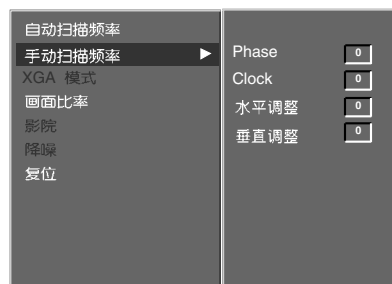 自动扫描频率
手动扫描频率
XGA 模式
画面比率
影院
降噪
复位
Phase 0
Clock 0
水平调整 0
垂直调整 0